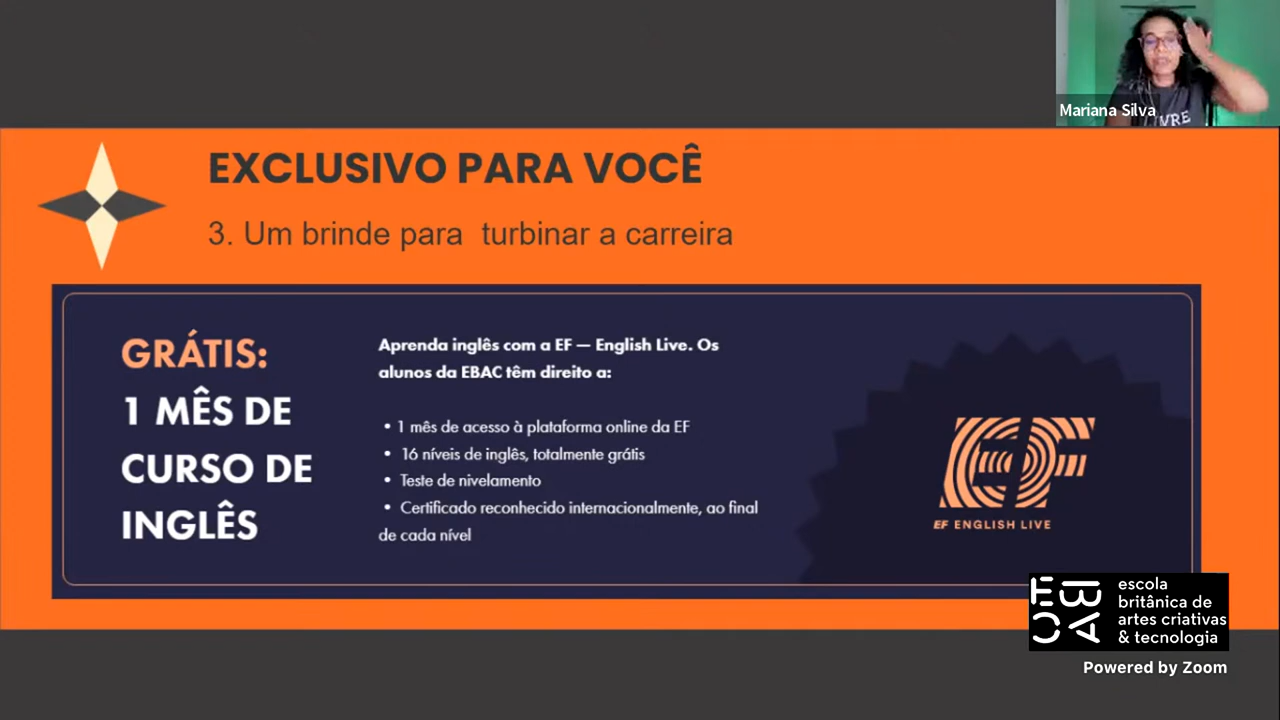 Mariana Silva
EXCLUSIVO PARA VOCÊ
3. Um brinde para  turbinar a carreira
GRÁTIS:
1 MÊS DE
CURSO DE
INGLÊS
Aprenda inglês com a EF — English Live. Os
alunos da EBAC têm direito a:
• 1 mês de acesso à plataforma online da EF
• 16 níveis de inglês, totalmente grátis
• Teste de nivelamento
• Certificado reconhecido internacionalmente, ao final
de cada nível
EF
EF ENGLISH LIVE
EBAC
escola
britânica de
artes criativas
& tecnologia
Powered by Zoom